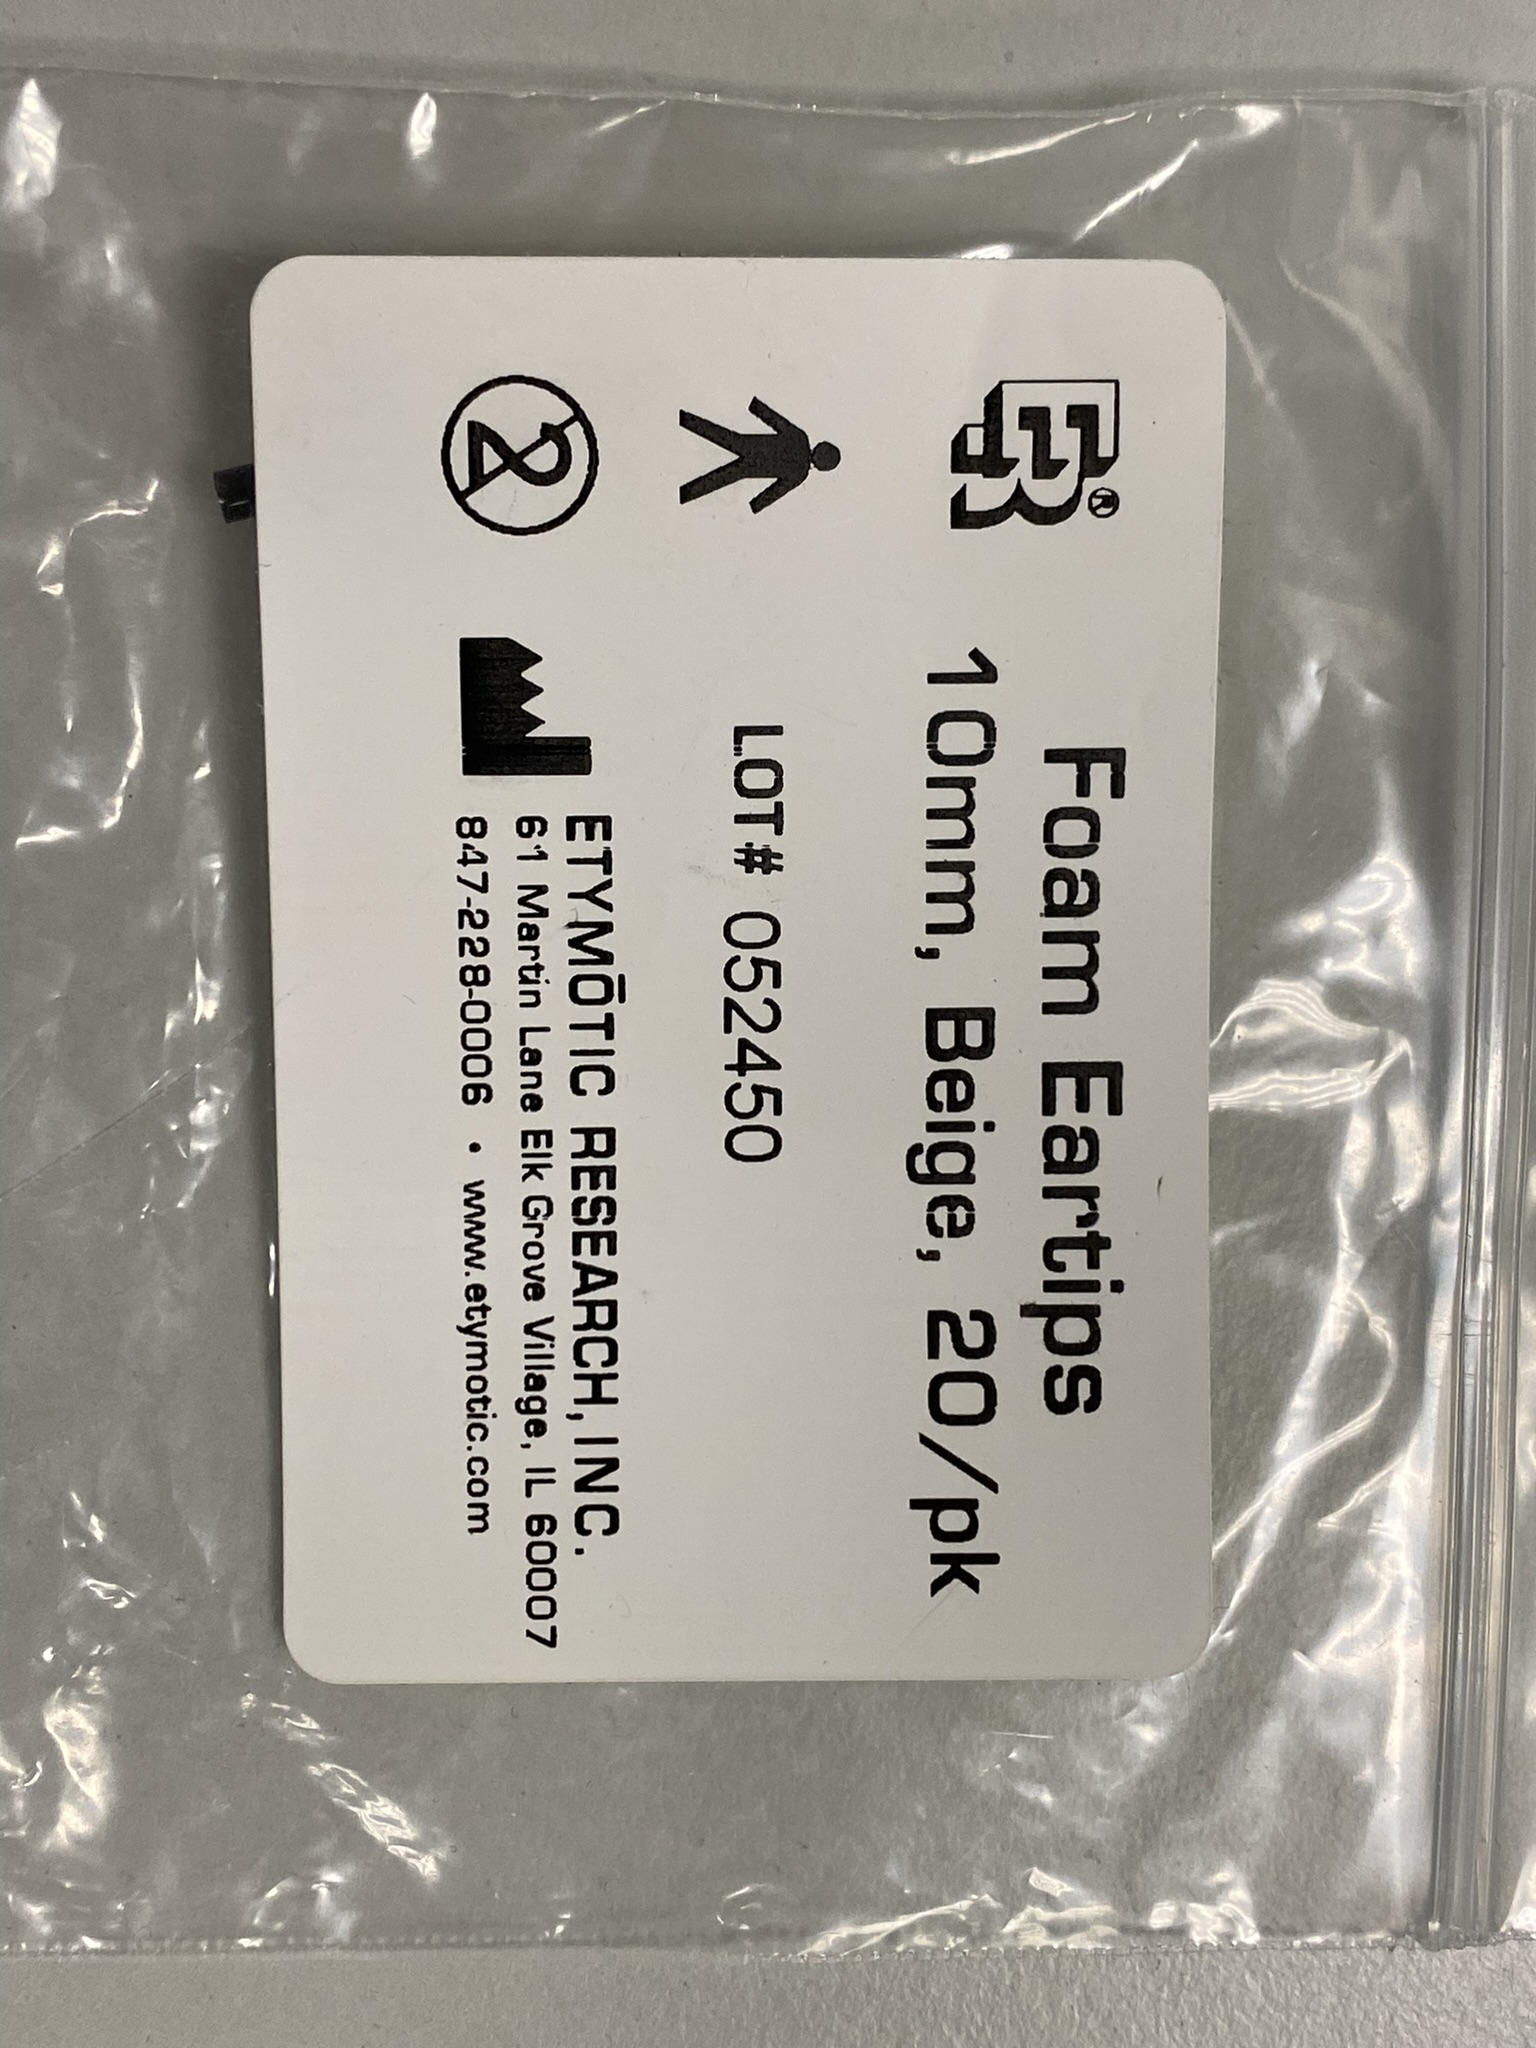 ER®
Foam Eartips
10mm, Beige, 20/pk
LOT# 052450
ETYMŌTIC RESEARCH, INC.
61 Martin Lane Elk Grove Village, IL 60007
847-228-0006 • www.etymotic.com